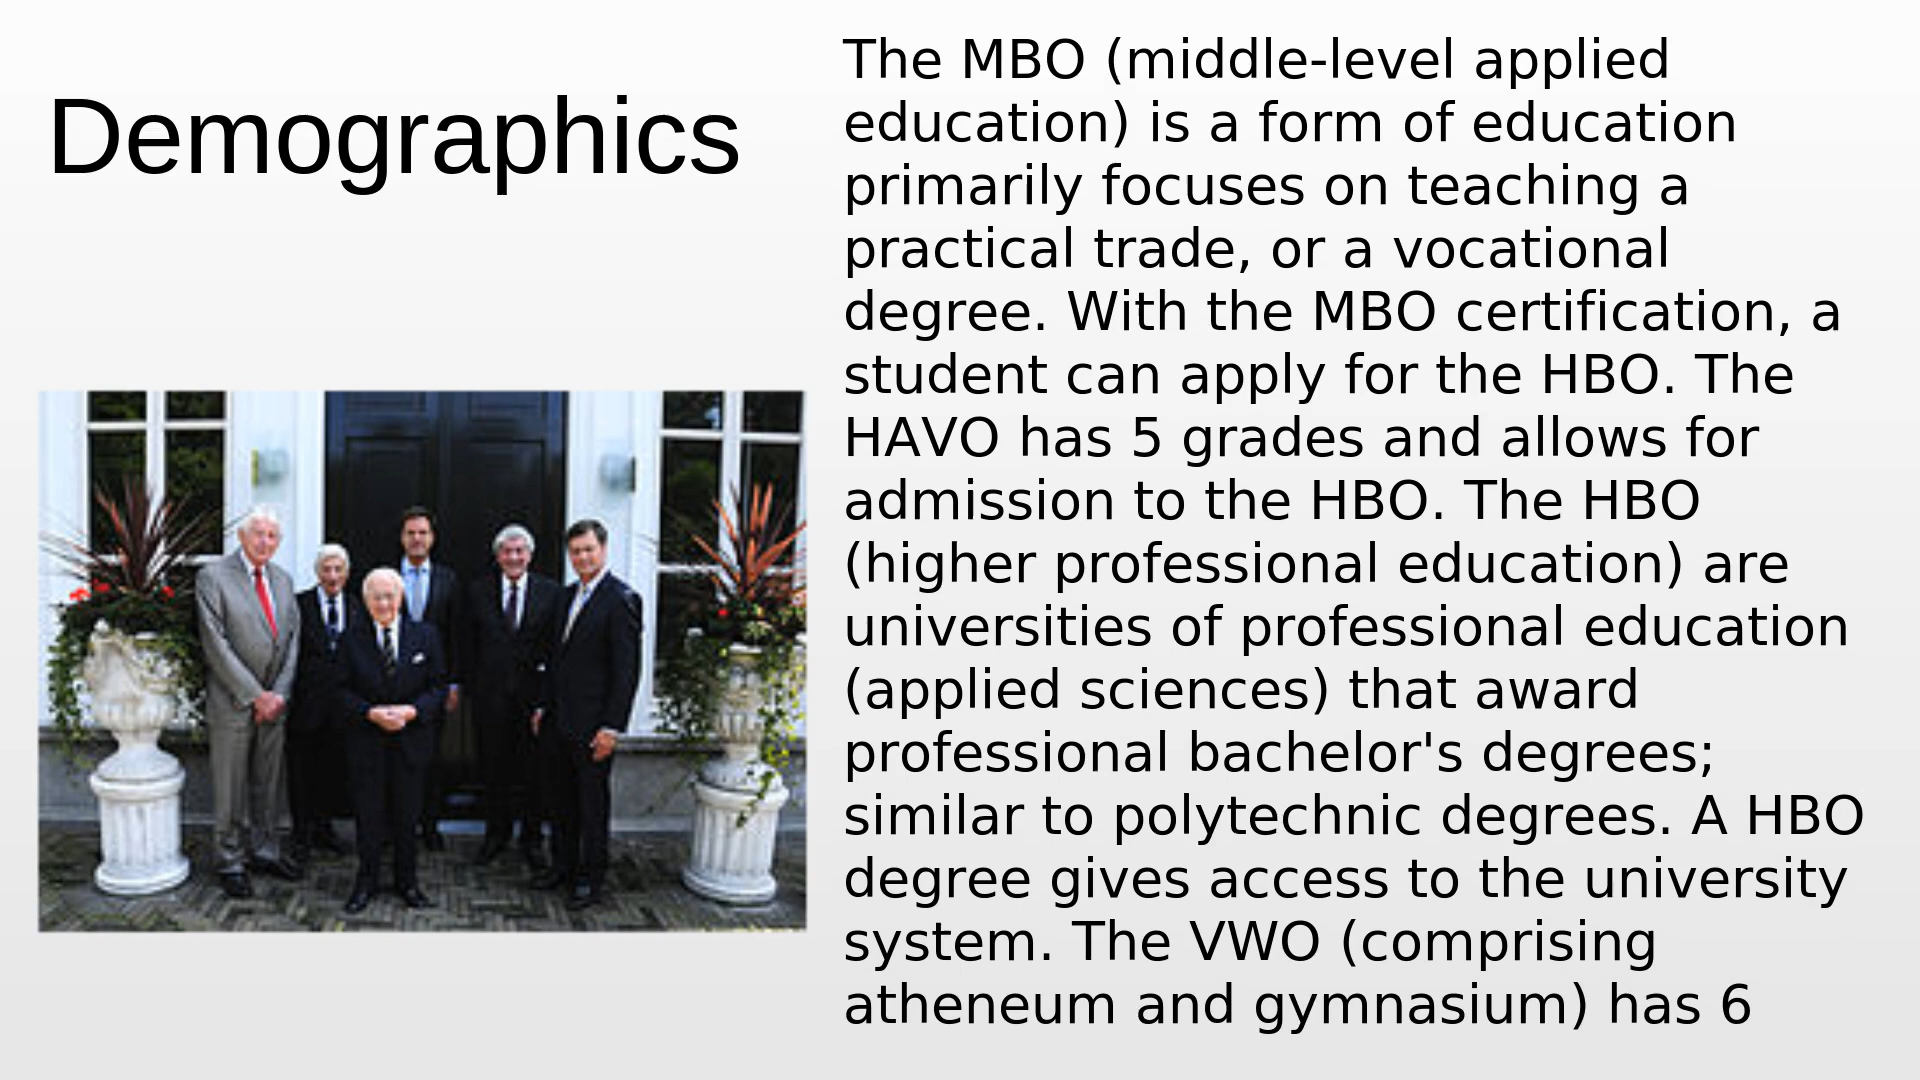 Demographics
The MBO (middle-level applied
education) is a form of education
primarily focuses on teaching a
practical trade, or a vocational
degree. With the MBO certification, a
student can apply for the HBO. The
HAVO has 5 grades and allows for
admission to the HBO. The HBO
(higher professional education) are
universities of professional education
(applied sciences) that award
professional bachelor's degrees;
similar to polytechnic degrees. A HBO
degree gives access to the university
system. The VWO (comprising
atheneum and gymnasium) has 6